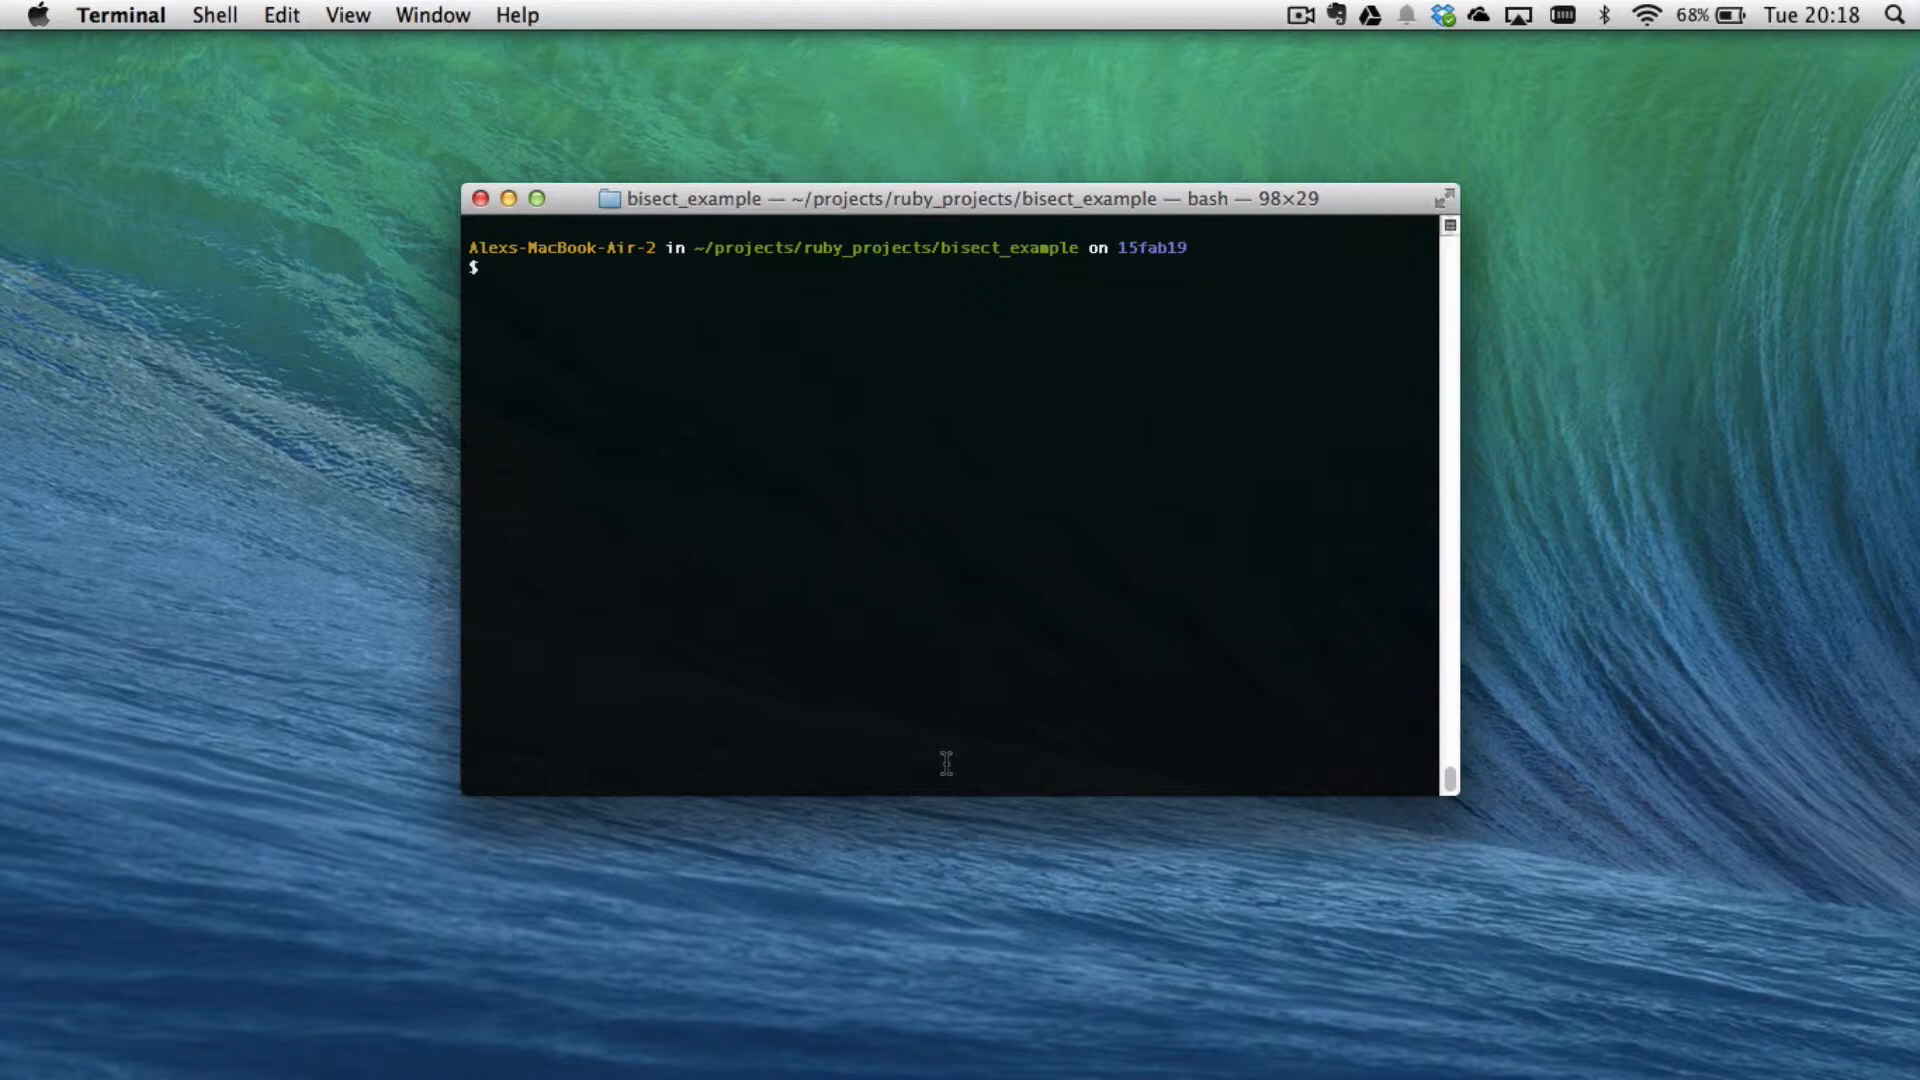 Terminal Shell Edit View Window Help 68% Tue 20:18
bisect_example — ~/projects/ruby_projects/bisect_example — bash — 98×29
Alexs-MacBook-Air-2 in ~/projects/ruby_projects/bisect_example on 15fab19
$